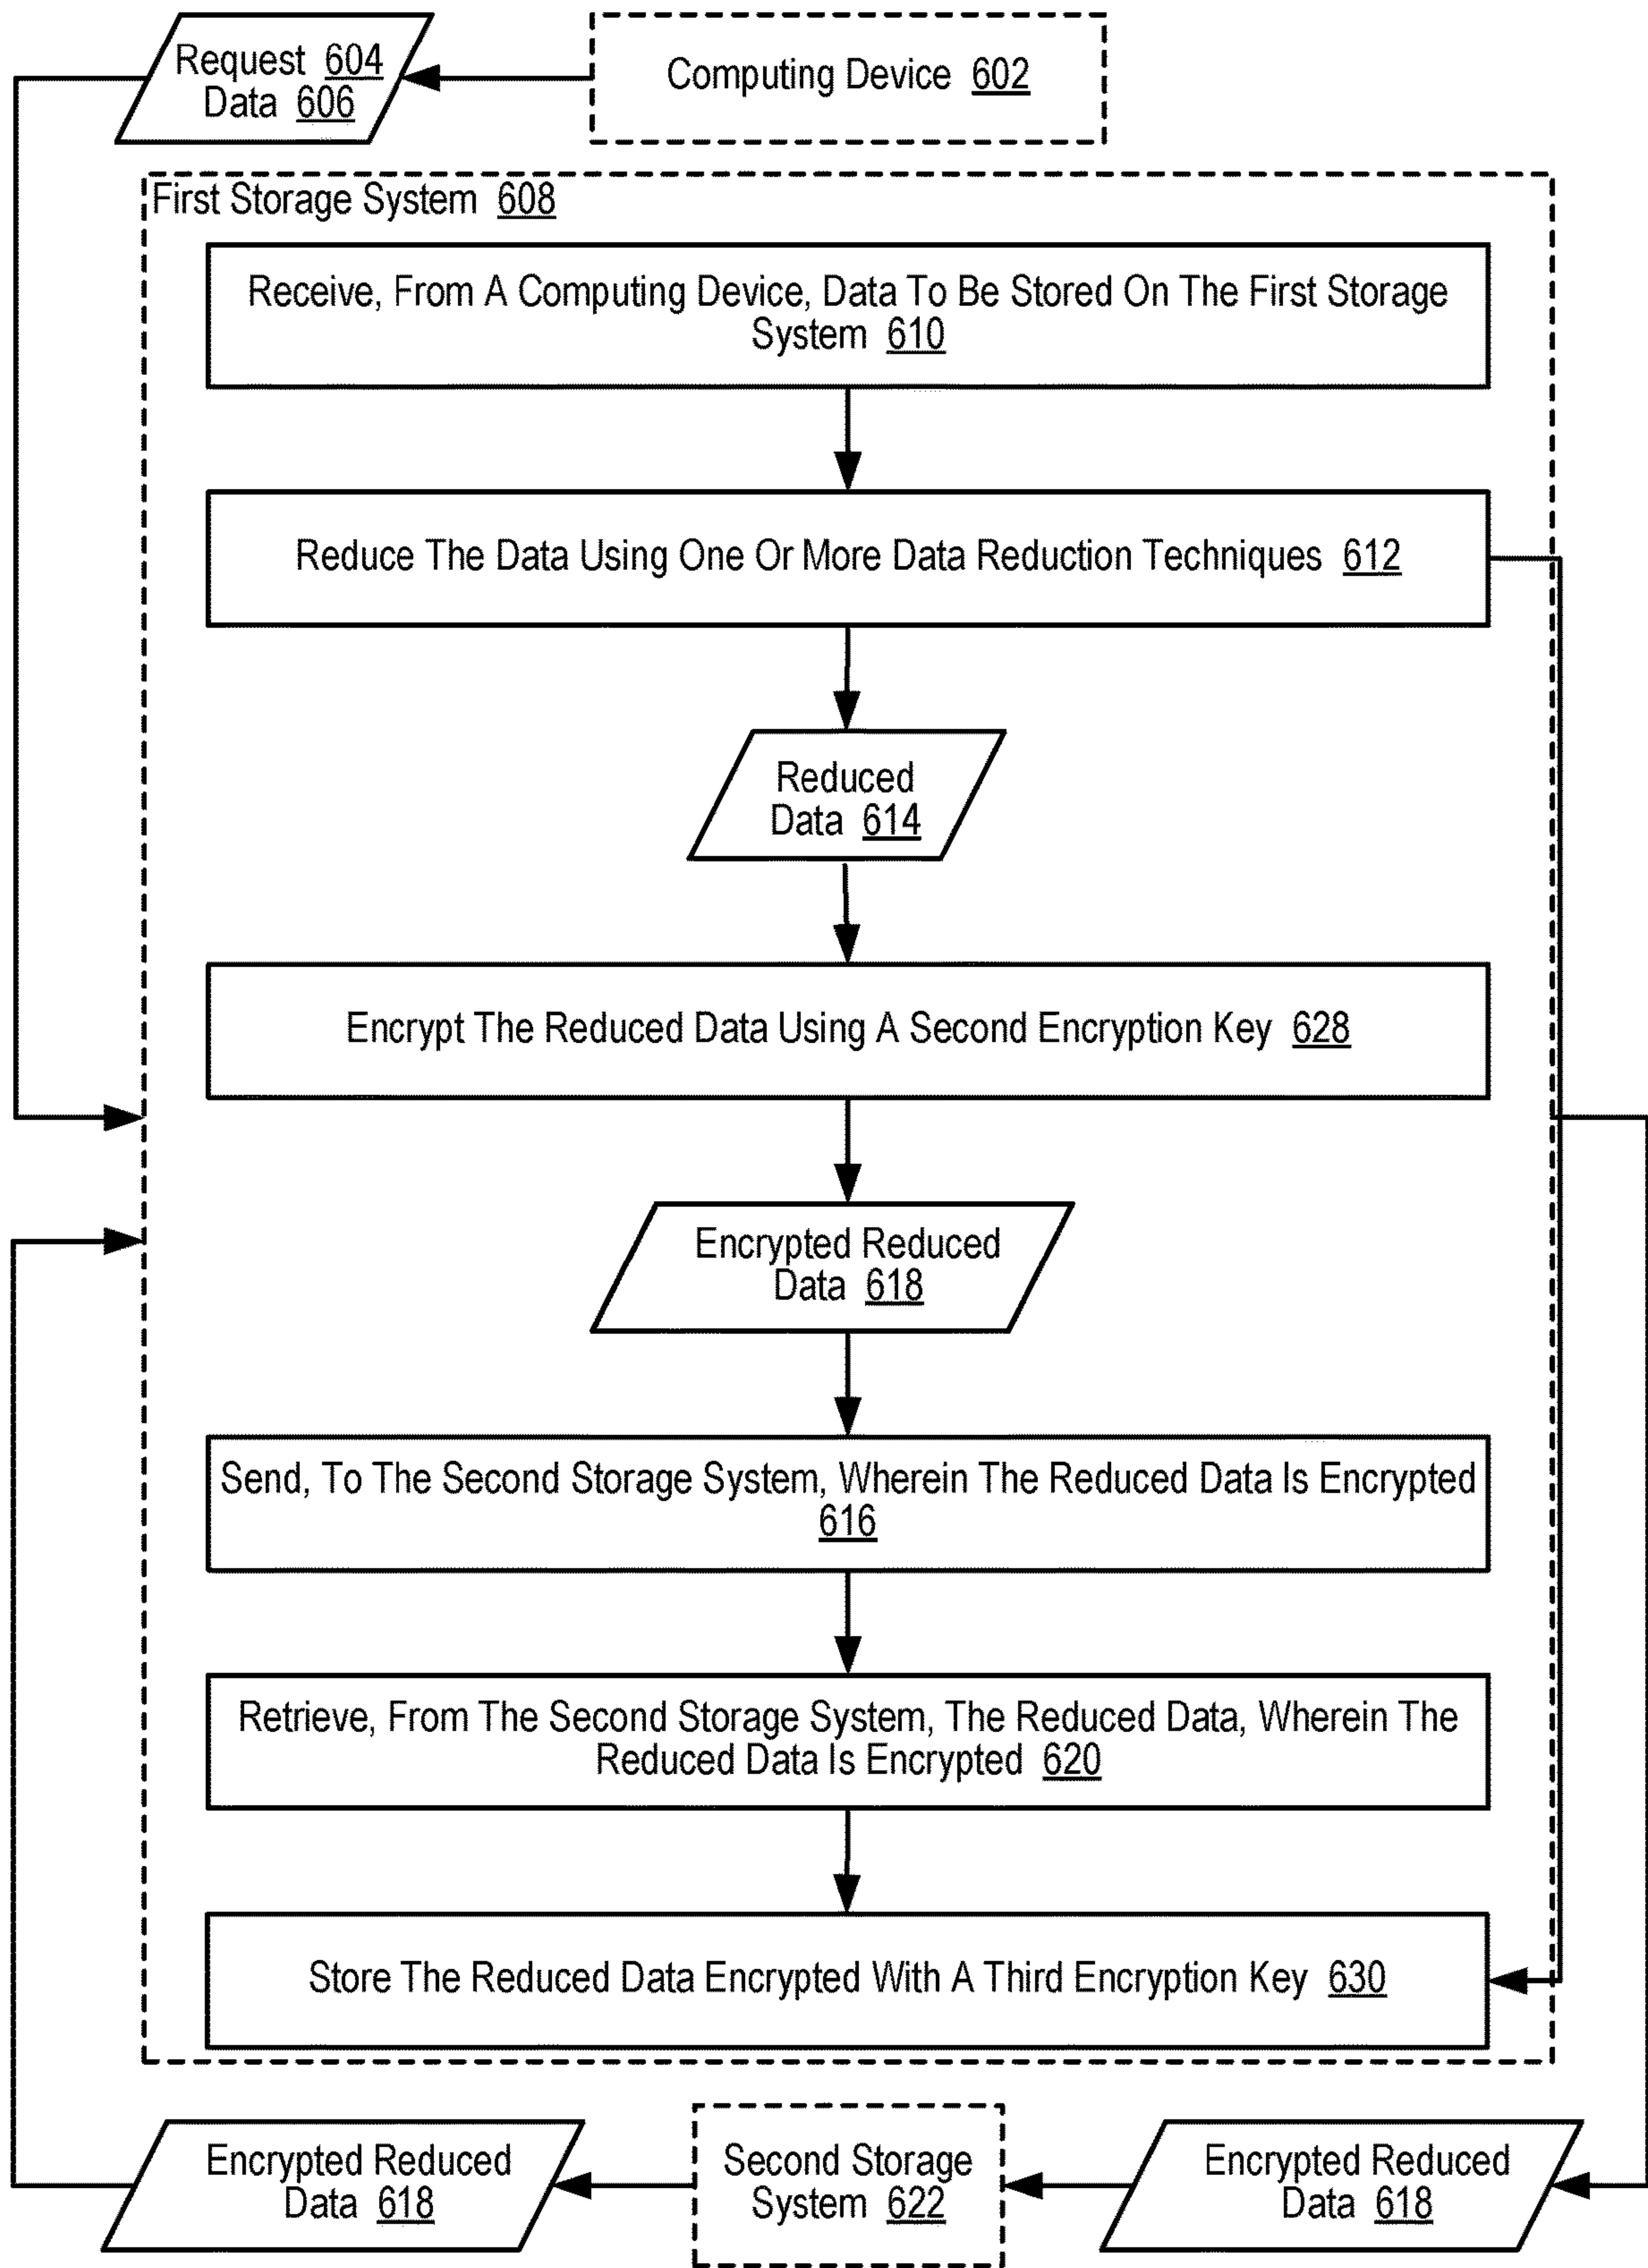 Request 604
Data 606
Computing Device 602
First Storage System 608
Receive, From A Computing Device, Data To Be Stored On The First Storage
System 610
Reduce The Data Using One Or More Data Reduction Techniques 612
Reduced
Data 614
Encrypt The Reduced Data Using A Second Encryption Key 628
Encrypted Reduced
Data 618
Send, To The Second Storage System, Wherein The Reduced Data Is Encrypted
616
Retrieve, From The Second Storage System, The Reduced Data, Wherein The
Reduced Data Is Encrypted 620
Store The Reduced Data Encrypted With A Third Encryption Key 630
Encrypted Reduced
Data 618
Second Storage
System 622
Encrypted Reduced
Data 618